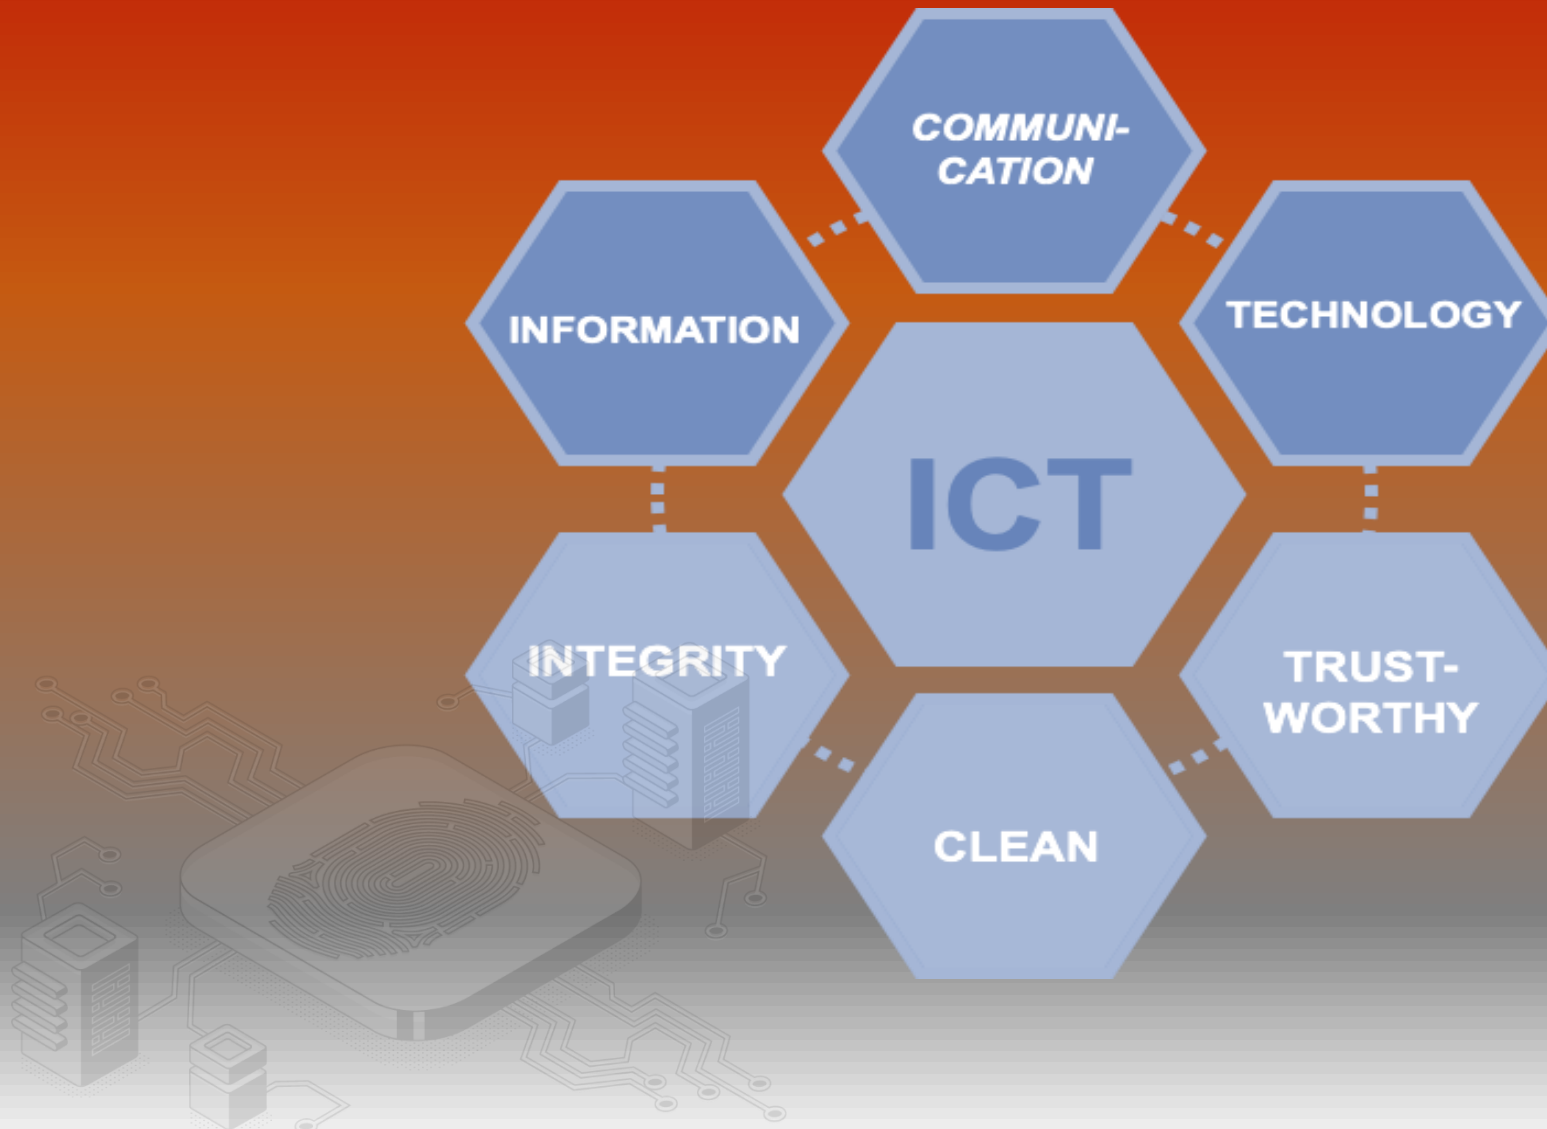 COMMUNI-
CATION
INFORMATION
TECHNOLOGY
ICT
INTEGRITY
TRUST-
WORTHY
CLEAN